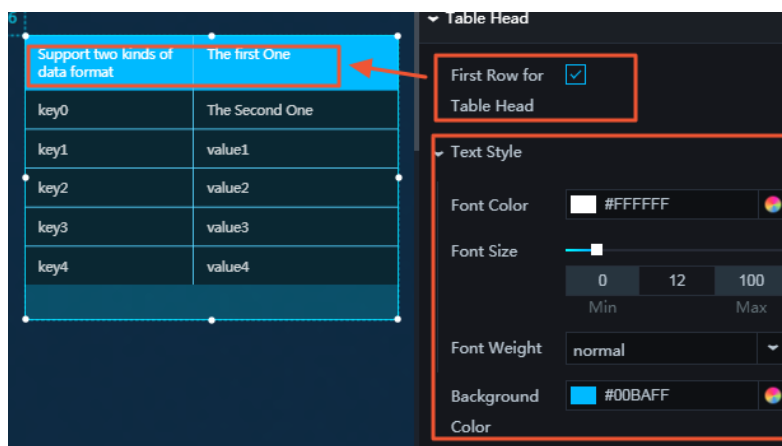 6
Support two kinds of
data format
The first One
key0
The Second One
key1
value1
key2
value2
key3
value3
key4
value4
Table Head
First Row for
Table Head
Text Style
Font Color
#FFFFFF
Font Size
0
12
100
Min
Max
Font Weight
normal
Background
Color
#00BAFF